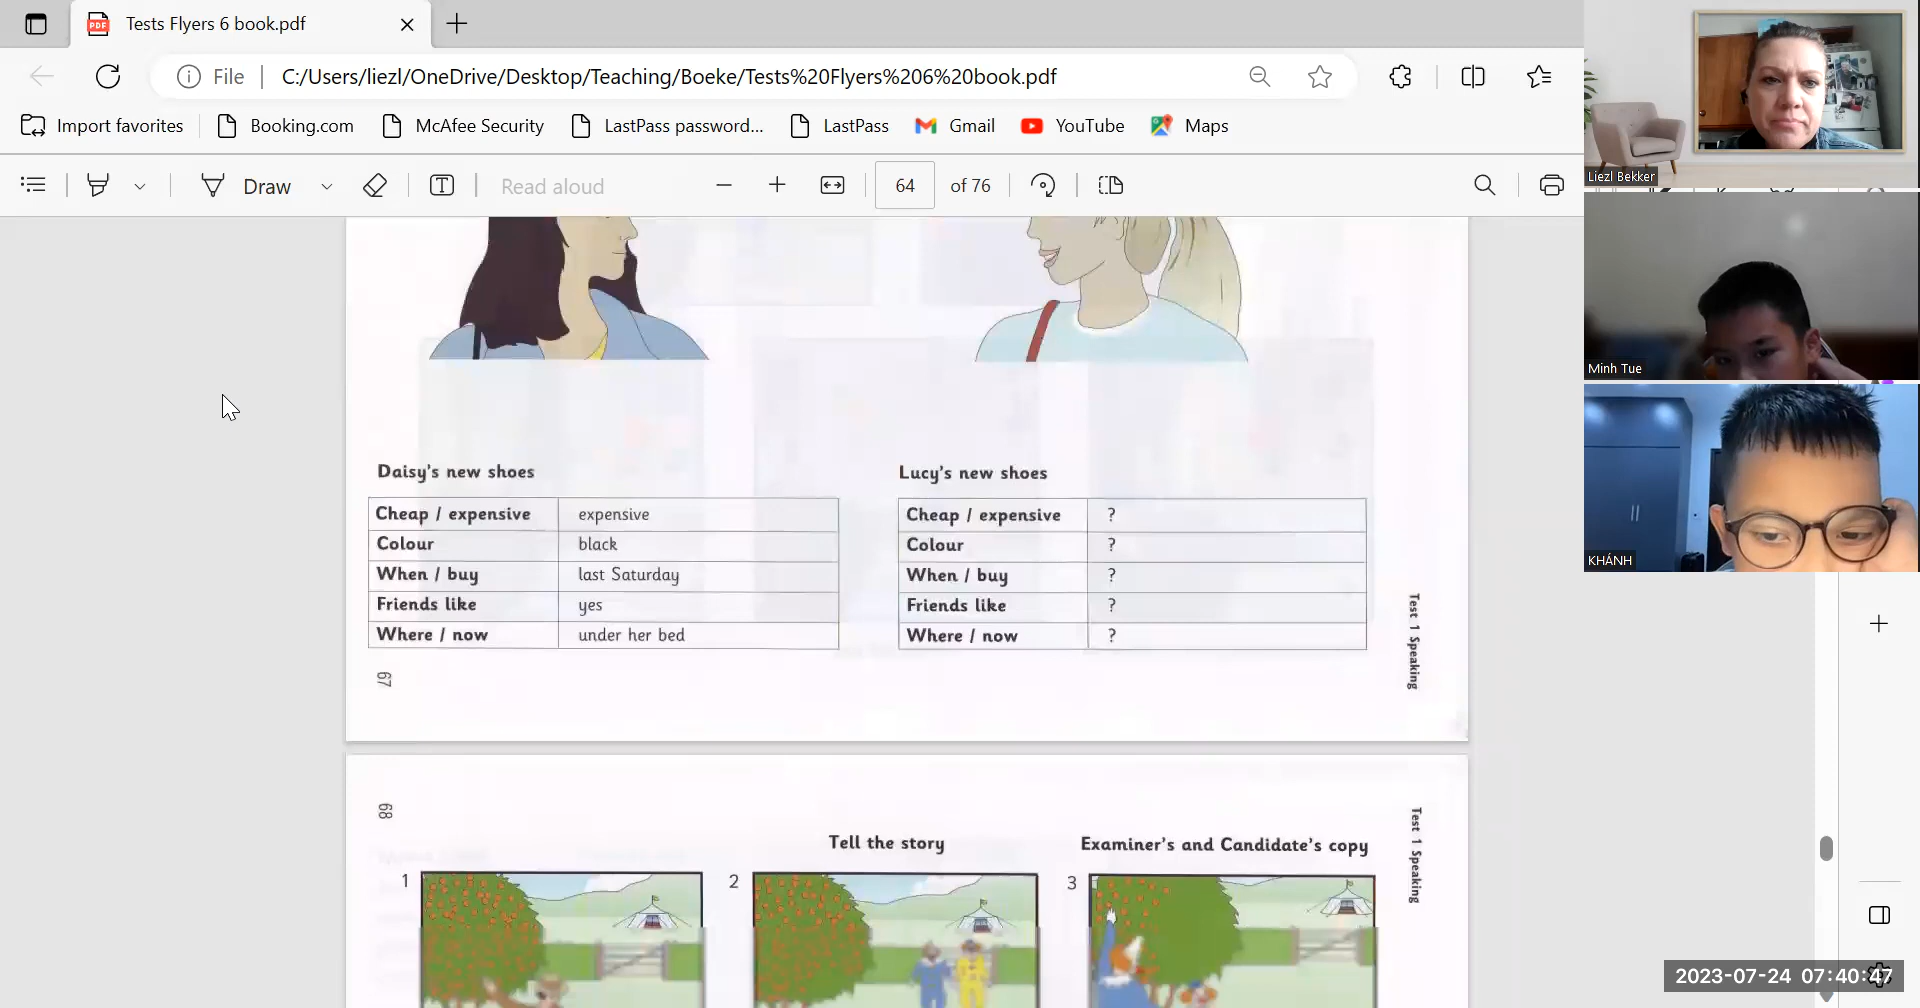 Tests Flyers 6 book.pdf
File
C:/Users/liezl/OneDrive/Desktop/Teaching/Boeke/Tests%20Flyers%206%20book.pdf
Import favorites
Booking.com
McAfee Security
LastPass password...
LastPass
Gmail
YouTube
Maps
Draw
Read aloud
64
of 76
Liezl Bekker
Minh Tue
KHÁNH
Daisy's new shoes
Cheap / expensive expensive
Colour black
When / buy last Saturday
Friends like yes
Where / now under her bed
67
Lucy's new shoes
Cheap / expensive ?
Colour ?
When / buy ?
Friends like ?
Where / now ?
Test 1 Speaking
68
Tell the story
Examiner's and Candidate's copy
Test 1 Speaking
1
2
3
2023-07-24 07:40:47